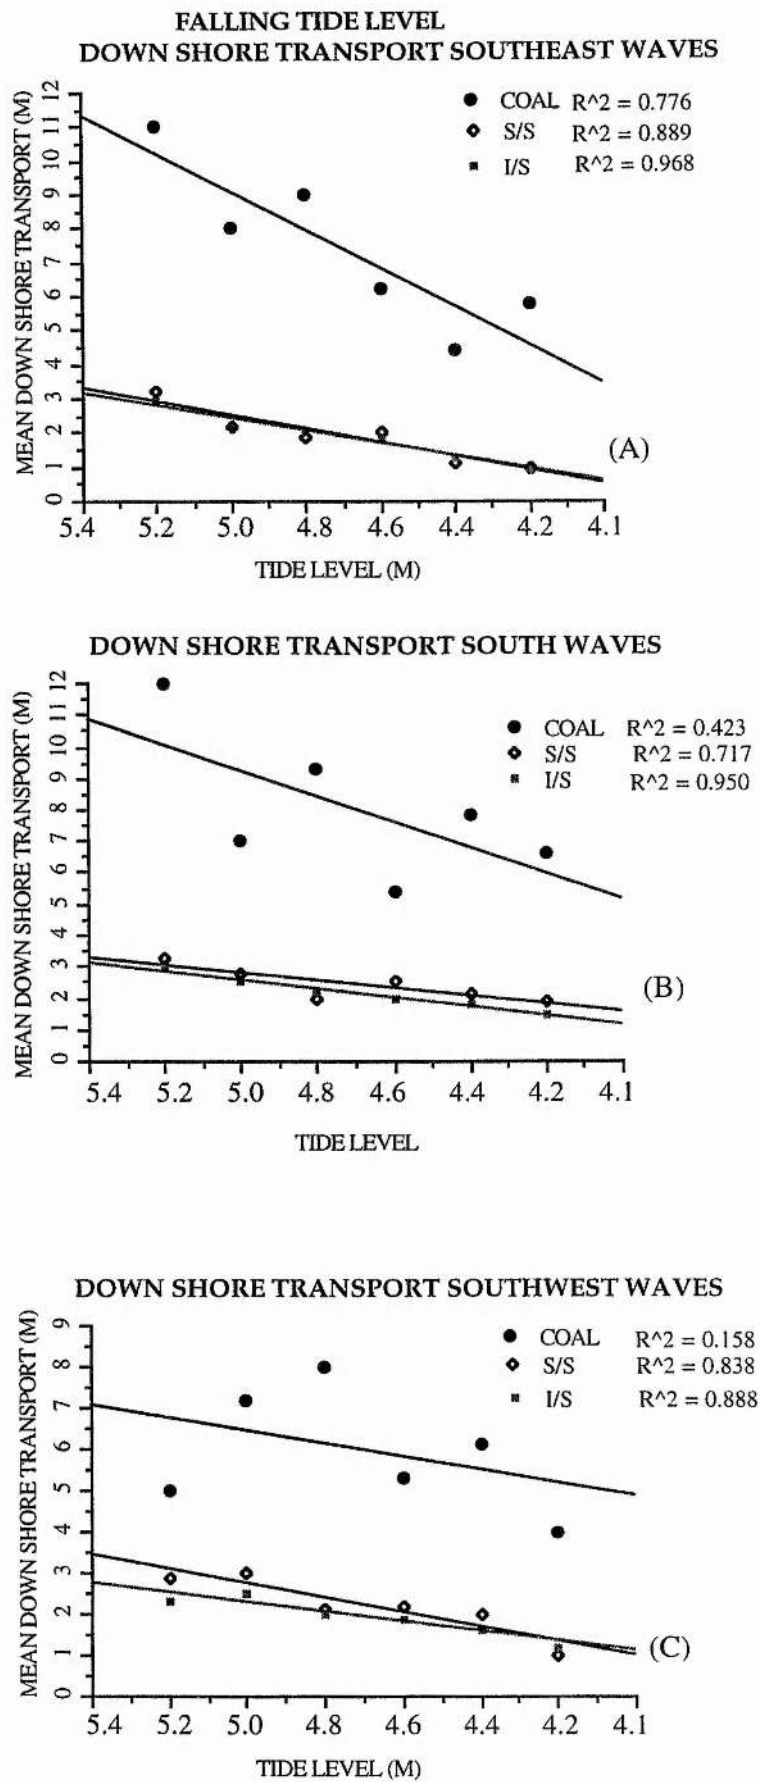 FALLING TIDE LEVEL
DOWN SHORE TRANSPORT SOUTHEAST WAVES
MEAN DOWN SHORE TRANSPORT (M)
12
11
10
9
8
7
6
5
4
3
2
1
0
COAL R^2 = 0.776
S/S R^2 = 0.889
I/S R^2 = 0.968
(A)
5.4 5.2 5.0 4.8 4.6 4.4 4.2 4.1
TIDE LEVEL (M)
DOWN SHORE TRANSPORT SOUTH WAVES
MEAN DOWN SHORE TRANSPORT (M)
12
11
10
9
8
7
6
5
4
3
2
1
0
COAL R^2 = 0.423
S/S R^2 = 0.717
I/S R^2 = 0.950
(B)
5.4 5.2 5.0 4.8 4.6 4.4 4.2 4.1
TIDE LEVEL
DOWN SHORE TRANSPORT SOUTHWEST WAVES
MEAN DOWN SHORE TRANSPORT (M)
9
8
7
6
5
4
3
2
1
0
COAL R^2 = 0.158
S/S R^2 = 0.838
I/S R^2 = 0.888
(C)
5.4 5.2 5.0 4.8 4.6 4.4 4.2 4.1
TIDE LEVEL (M)